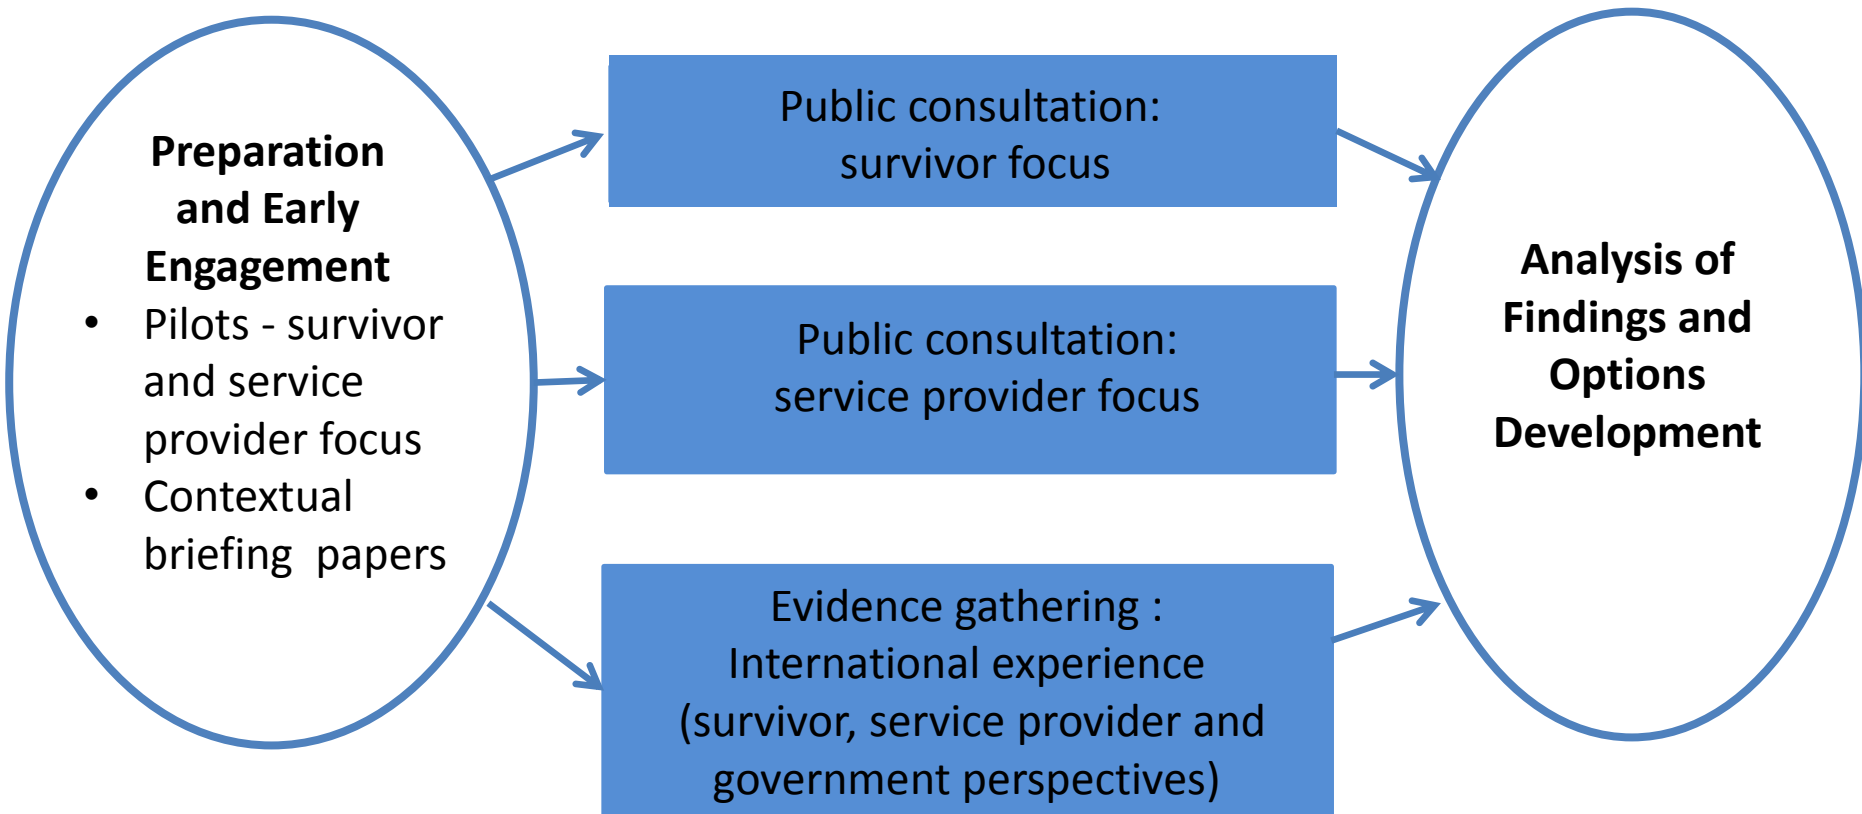 Preparation
and Early
Engagement
• Pilots - survivor
and service
provider focus
• Contextual
briefing papers
Public consultation:
survivor focus
Public consultation:
service provider focus
Evidence gathering :
International experience
(survivor, service provider and
government perspectives)
Analysis of
Findings and
Options
Development